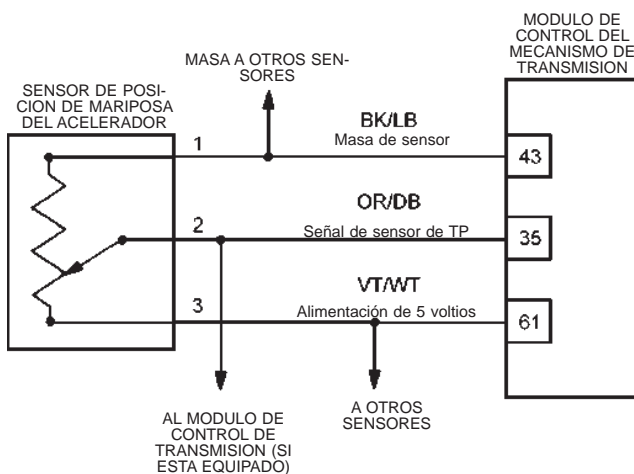 MODULO DE
CONTROL DEL
MECANISMO DE
TRANSMISION
MASA A OTROS SEN-
SORES
SENSOR DE POSI-
CION DE MARIPOSA
DEL ACELERADOR
1
BK/LB
Masa de sensor
43
2
OR/DB
Señal de sensor de TP
35
3
VT/WT
Alimentación de 5 voltios
61
AL MODULO DE
CONTROL DE
TRANSMISION (SI
ESTA EQUIPADO)
A OTROS
SENSORES